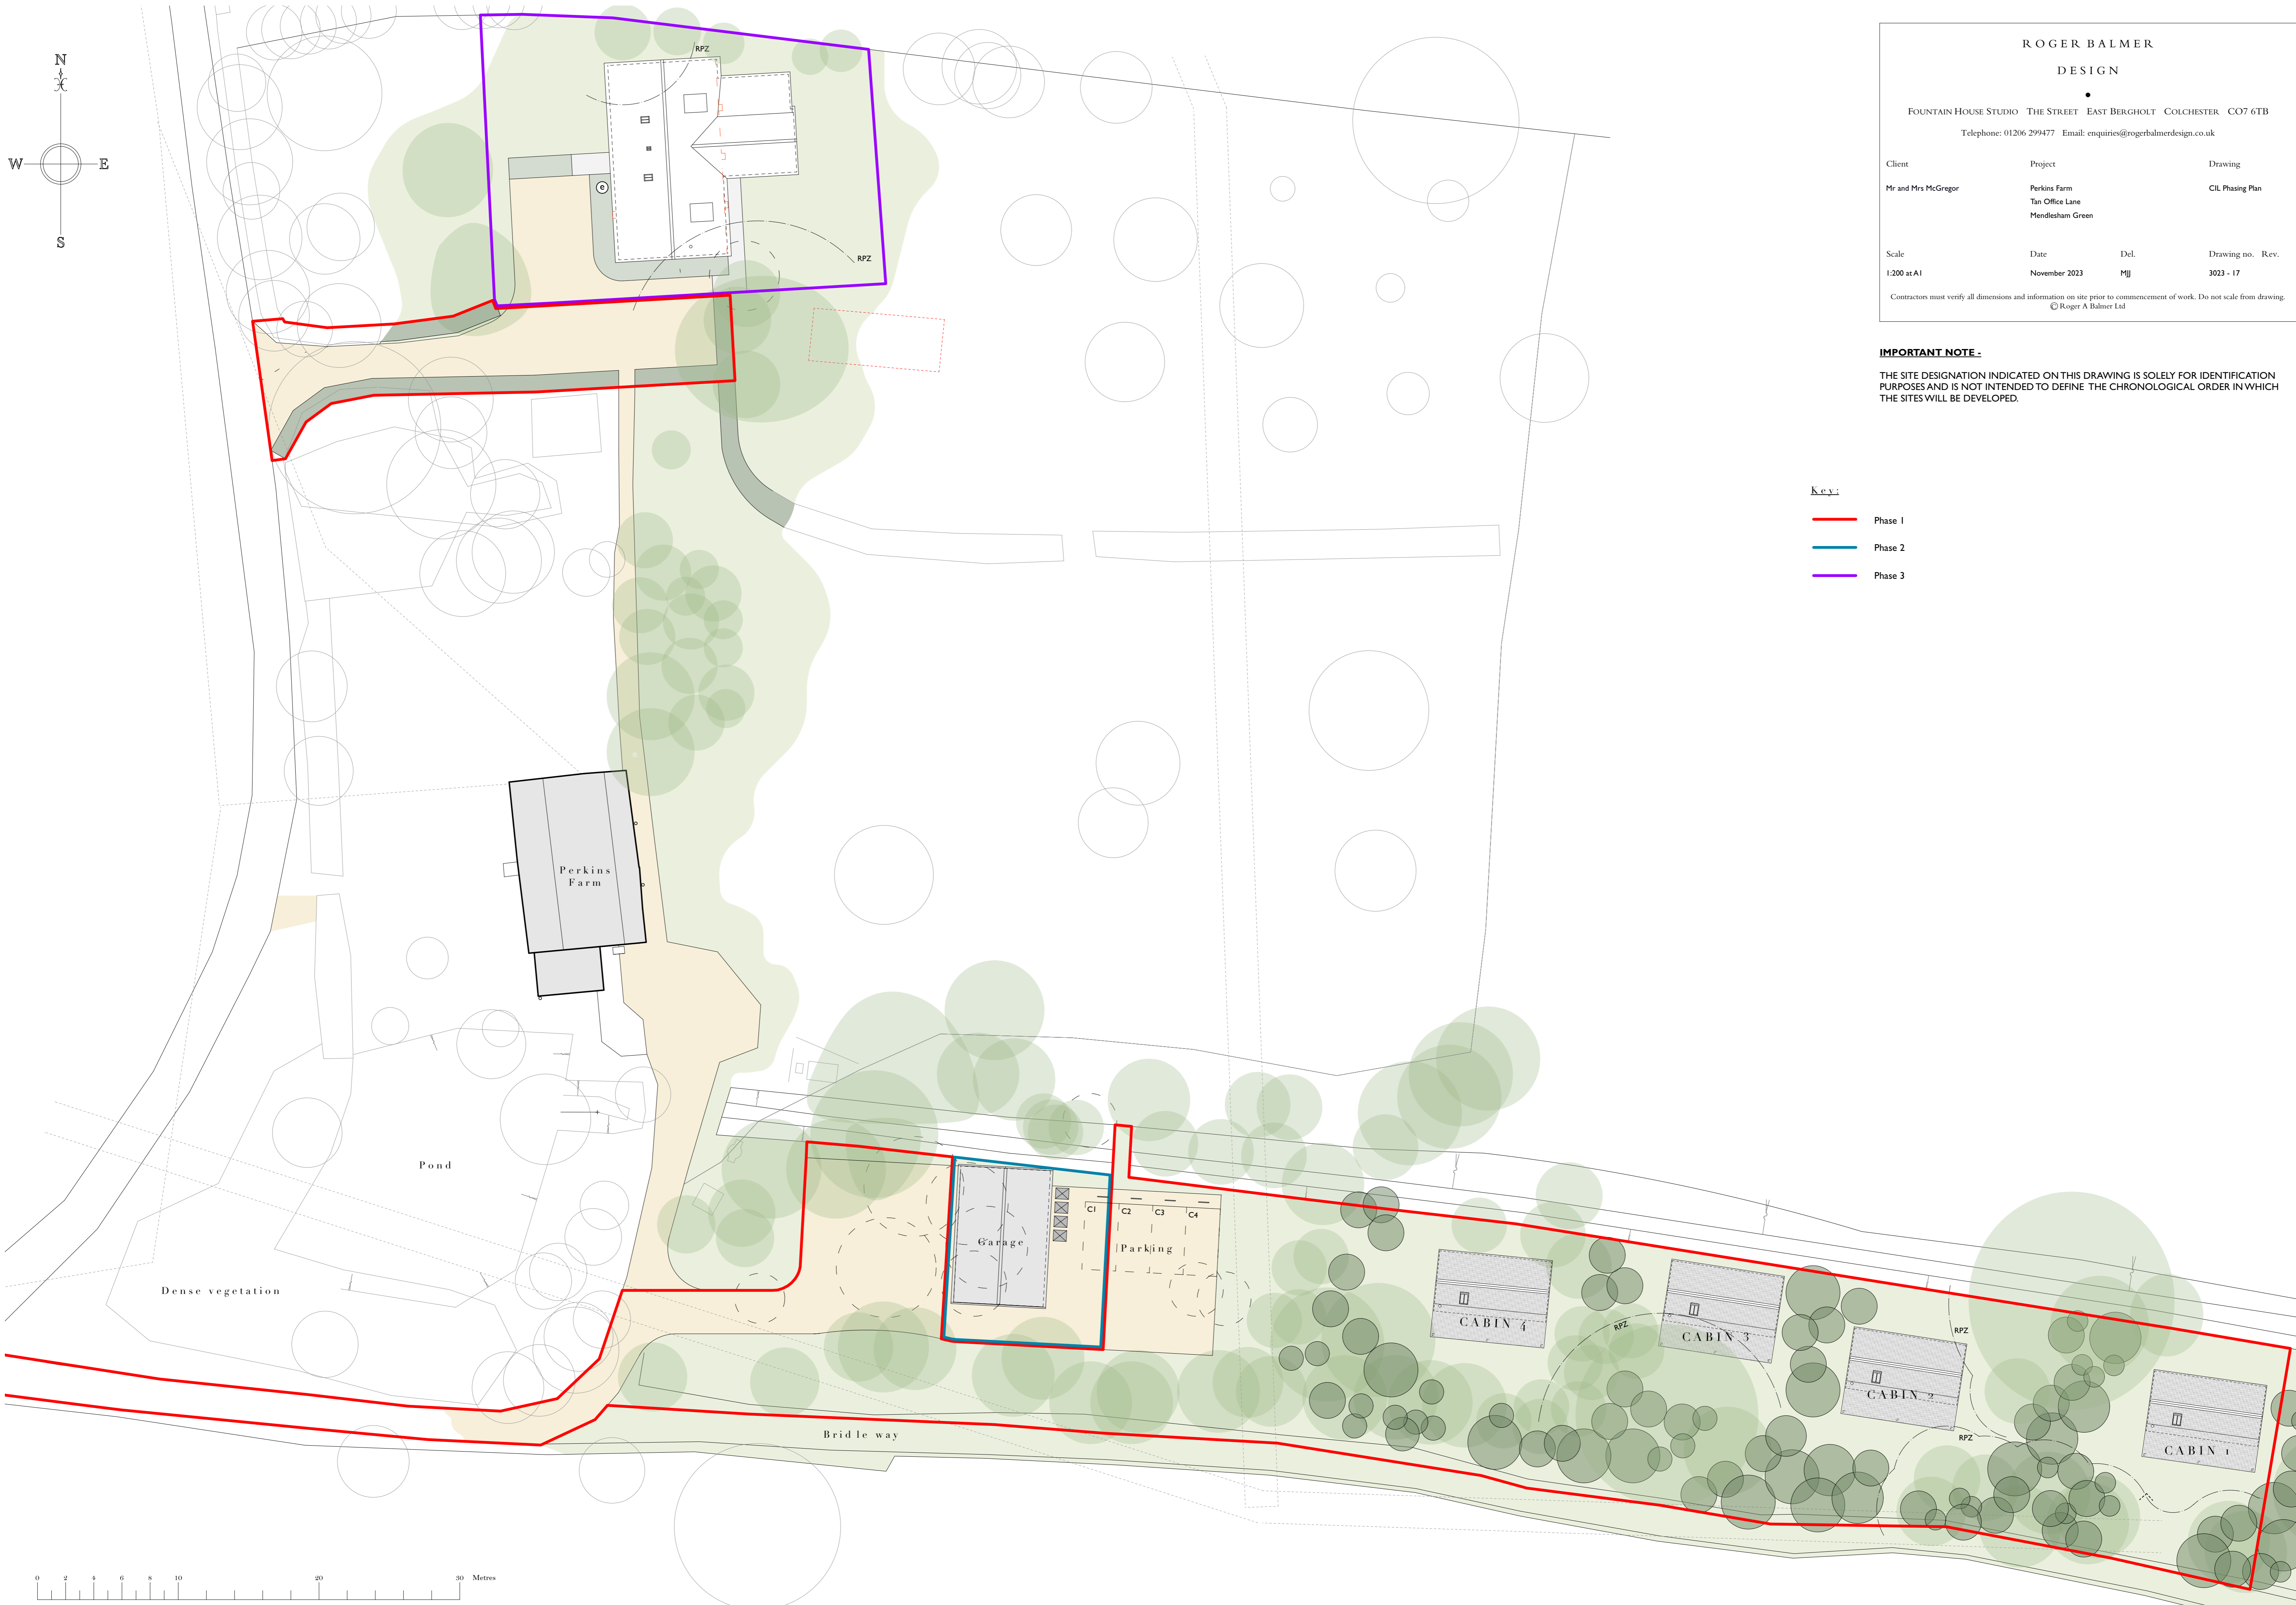 N
W
E
S
RPZ
e
RPZ
ROGER BALMER
DESIGN
FOUNTAIN HOUSE STUDIO THE STREET EAST BERGHOLT COLCHESTER CO7 6TB
Telephone: 01206 299477 Email: enquiries@rogerbalmerdesign.co.uk
Client Project Drawing
Mr and Mrs McGregor Perkins Farm CIL Phasing Plan
Tan Office Lane
Mendlesham Green
Scale Date Del. Drawing no. Rev.
1:200 at A1 November 2023 MJJ 3023 - 17
Contractors must verify all dimensions and information on site prior to commencement of work. Do not scale from drawing.
© Roger A Balmer Ltd
IMPORTANT NOTE -
THE SITE DESIGNATION INDICATED ON THIS DRAWING IS SOLELY FOR IDENTIFICATION
PURPOSES AND IS NOT INTENDED TO DEFINE THE CHRONOLOGICAL ORDER IN WHICH
THE SITES WILL BE DEVELOPED.
Key:
Phase 1
Phase 2
Phase 3
Perkins
Farm
Pond
Dense vegetation
Garage
C1 C2 C3 C4
Parking
Bridle way
CABIN 4
RPZ
CABIN 3
RPZ
CABIN 2
RPZ
CABIN 1
0 2 4 6 8 10 20 30 Metres